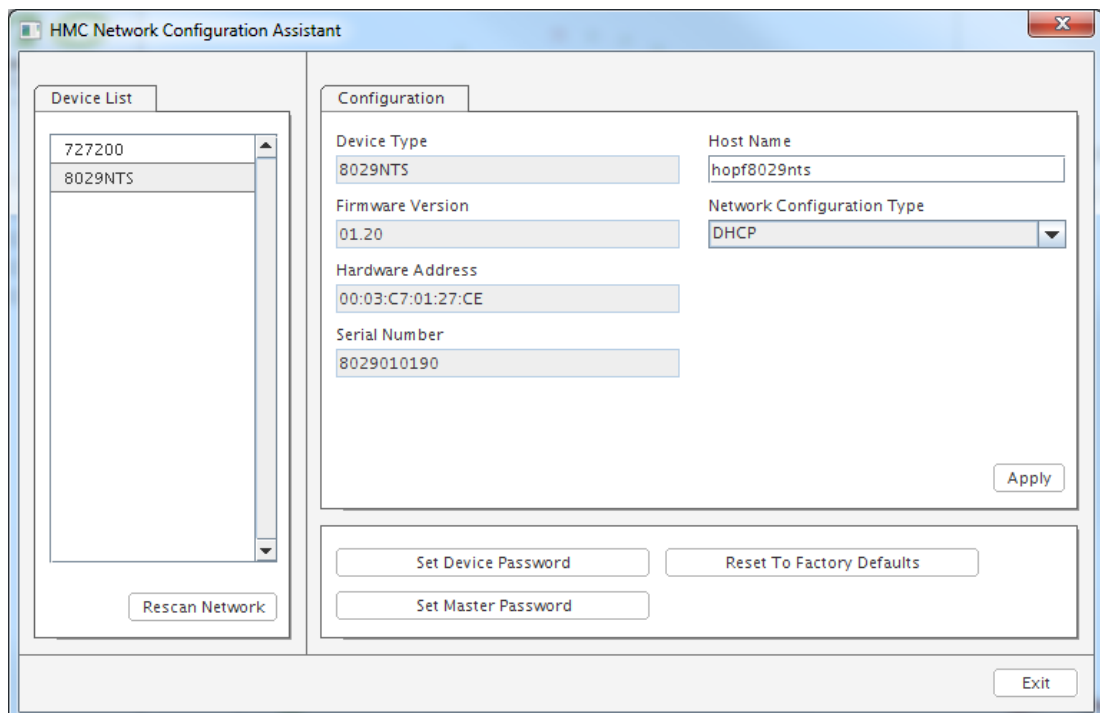 HMC Network Configuration Assistant
Device List
727200
8029NTS
Rescan Network
Configuration
Device Type
8029NTS
Host Name
hopf8029nts
Firmware Version
01.20
Network Configuration Type
DHCP
Hardware Address
00:03:C7:01:27:CE
Serial Number
8029010190
Apply
Set Device Password
Reset To Factory Defaults
Set Master Password
Exit